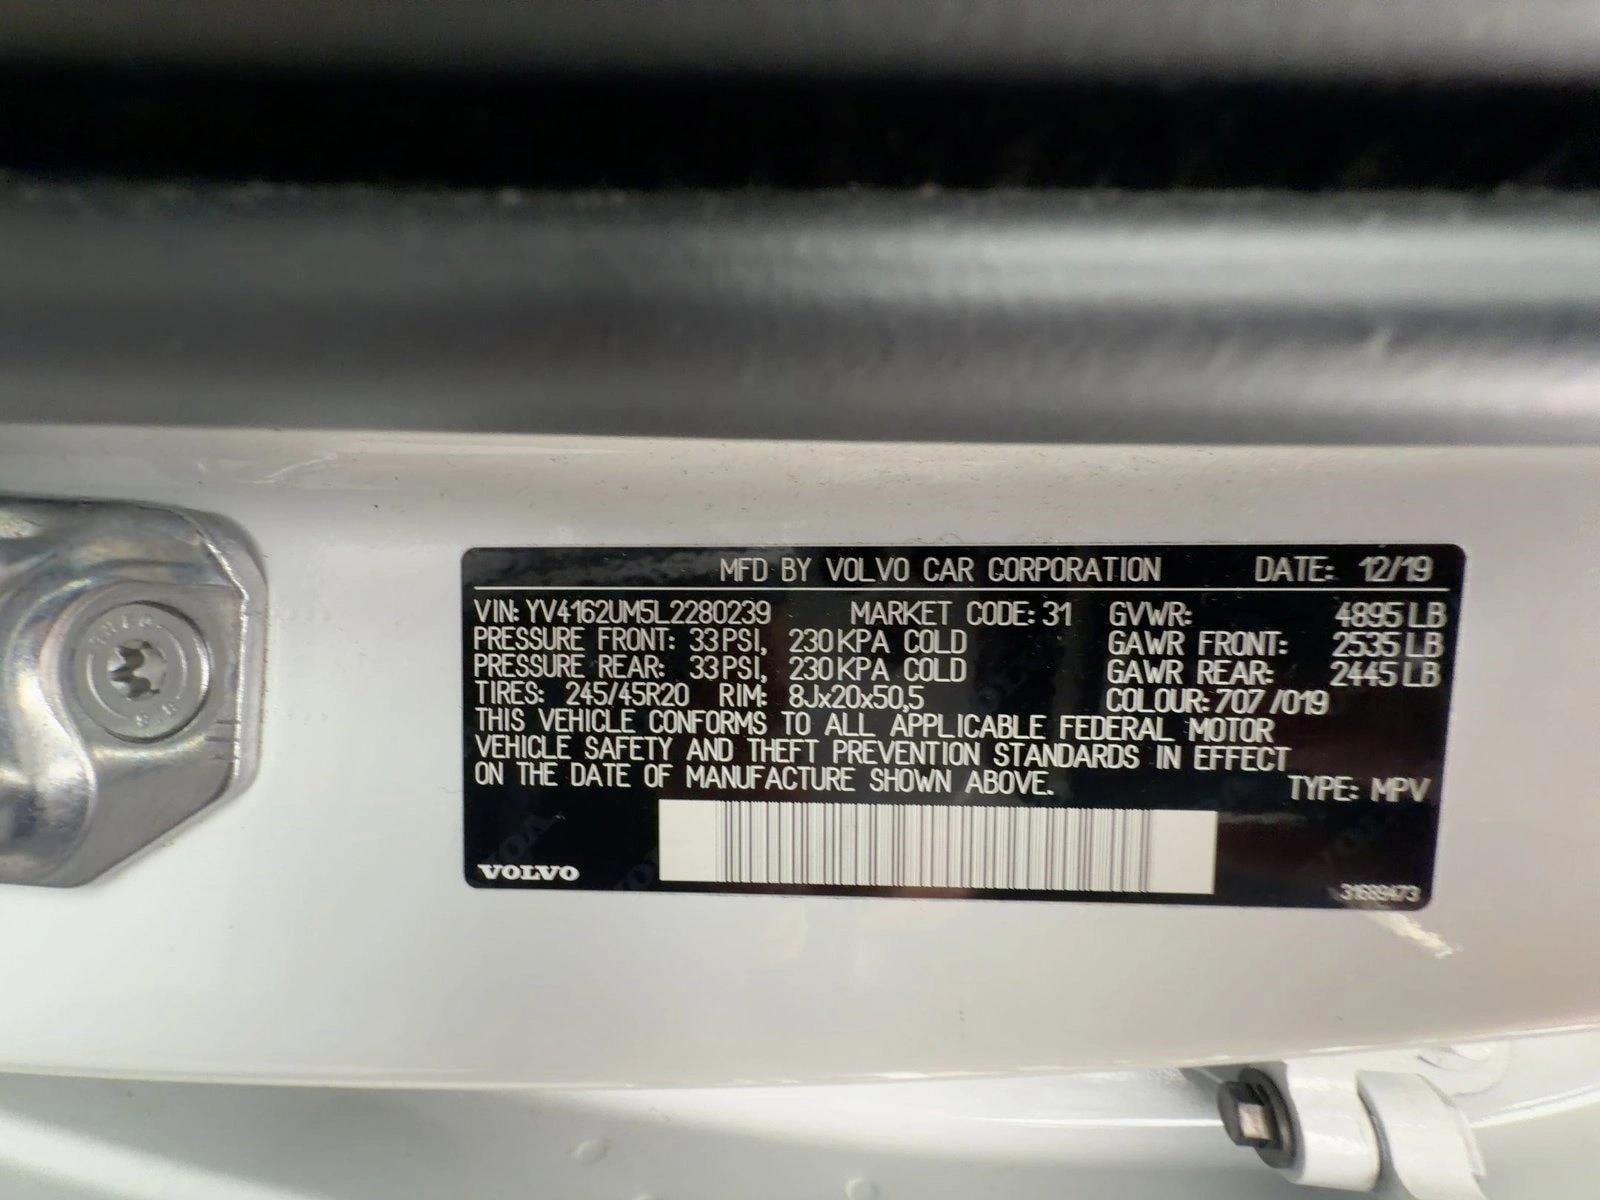 MFD BY VOLVO CAR CORPORATION DATE: 12/19
VIN: YV4162UM5L2280239 MARKET CODE: 31 GVWR: 4895 LB
PRESSURE FRONT: 33 PSI, 230 KPA COLD GAWR FRONT: 2535 LB
PRESSURE REAR: 33 PSI, 230 KPA COLD GAWR REAR: 2445 LB
TIRES: 245/45R20 RIM: 8Jx20x50,5 COLOUR: 707 /019
THIS VEHICLE CONFORMS TO ALL APPLICABLE FEDERAL MOTOR
VEHICLE SAFETY AND THEFT PREVENTION STANDARDS IN EFFECT
ON THE DATE OF MANUFACTURE SHOWN ABOVE. TYPE: MPV
VOLVO
31689473